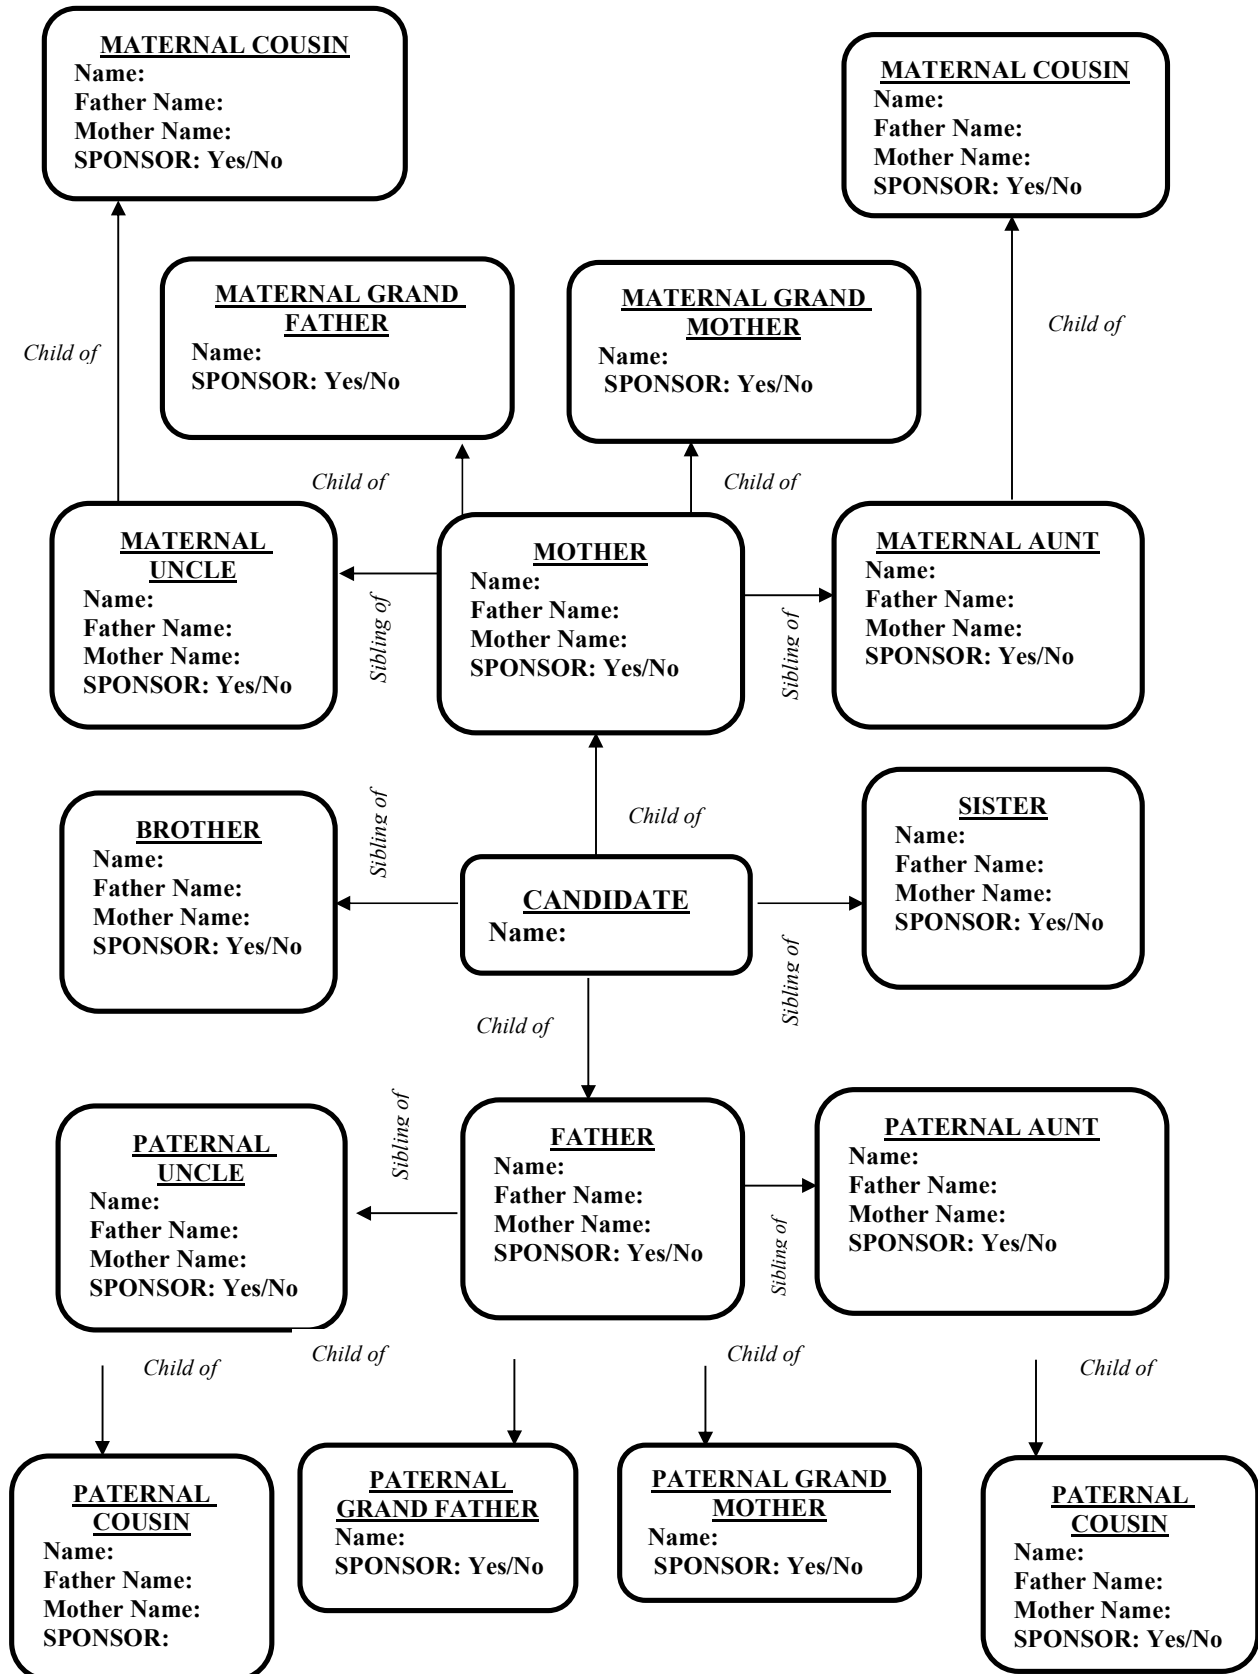 MATERNAL COUSIN
Name:
Father Name:
Mother Name:
SPONSOR: Yes/No
MATERNAL COUSIN
Name:
Father Name:
Mother Name:
SPONSOR: Yes/No
MATERNAL GRAND
FATHER
Name:
SPONSOR: Yes/No
MATERNAL GRAND
MOTHER
Name:
SPONSOR: Yes/No
Child of
Child of
Child of
Child of
MATERNAL
UNCLE
Name:
Father Name:
Mother Name:
SPONSOR: Yes/No
Sibling of
MOTHER
Name:
Father Name:
Mother Name:
SPONSOR: Yes/No
Sibling of
MATERNAL AUNT
Name:
Father Name:
Mother Name:
SPONSOR: Yes/No
BROTHER
Name:
Father Name:
Mother Name:
SPONSOR: Yes/No
Sibling of
Child of
CANDIDATE
Name:
Sibling of
SISTER
Name:
Father Name:
Mother Name:
SPONSOR: Yes/No
Child of
PATERNAL
UNCLE
Name:
Father Name:
Mother Name:
SPONSOR: Yes/No
Sibling of
FATHER
Name:
Father Name:
Mother Name:
SPONSOR: Yes/No
Sibling of
PATERNAL AUNT
Name:
Father Name:
Mother Name:
SPONSOR: Yes/No
Child of
Child of
Child of
Child of
PATERNAL
COUSIN
Name:
Father Name:
Mother Name:
SPONSOR:
PATERNAL
GRAND FATHER
Name:
SPONSOR: Yes/No
PATERNAL GRAND
MOTHER
Name:
SPONSOR: Yes/No
PATERNAL
COUSIN
Name:
Father Name:
Mother Name:
SPONSOR: Yes/No